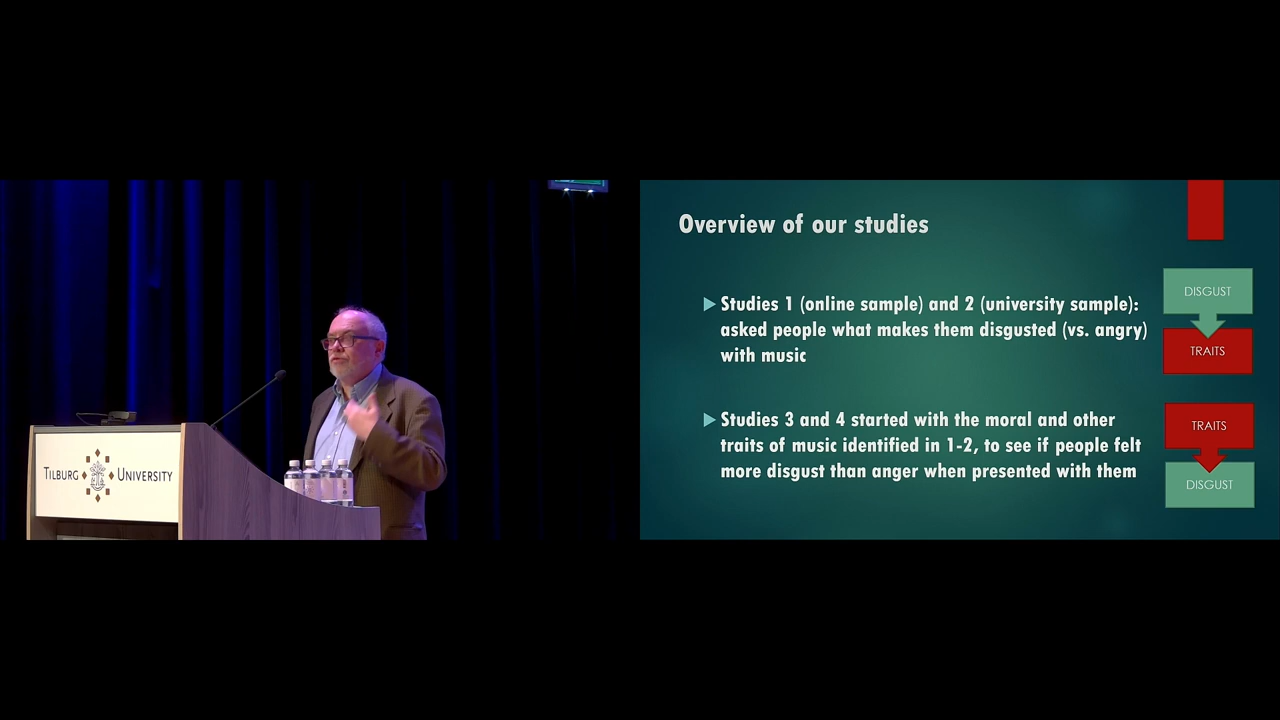 TILBURG UNIVERSITY
Overview of our studies
Studies 1 (online sample) and 2 (university sample):
asked people what makes them disgusted (vs. angry)
with music
DISGUST
TRAITS
Studies 3 and 4 started with the moral and other
traits of music identified in 1-2, to see if people felt
more disgust than anger when presented with them
TRAITS
DISGUST